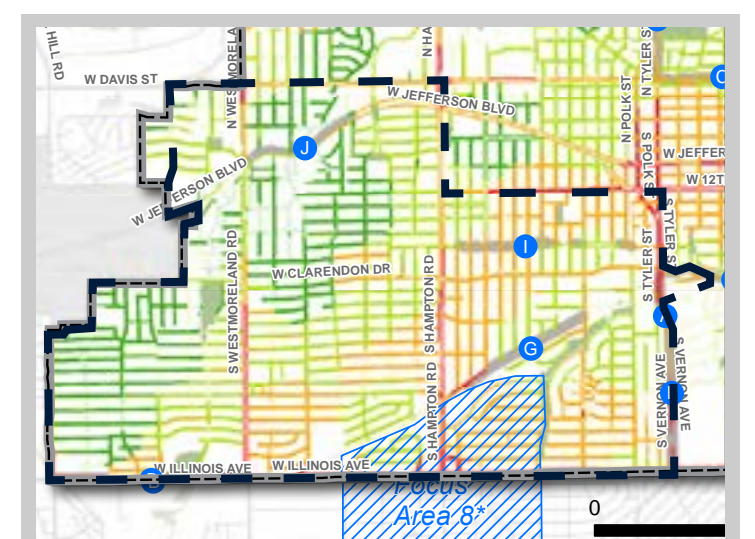 HILL RD
N WESTMORELA
N HA
N TYLER ST
W DAVIS ST
W JEFFERSON BLVD
C
N POLK ST
J
S POLK S
W JEFFER
W 12T
W JEFFERSON BLVD
S TYLER ST
S TYLER ST
I
W CLARENDON DR
S WESTMORELAND RD
S HAMPTON RD
A
G
S VERNON AVE
S VERNON AVE
S HAMPTON RD
W ILLINOIS AVE
W ILLINOIS AVE
Focus
Area 8*
0